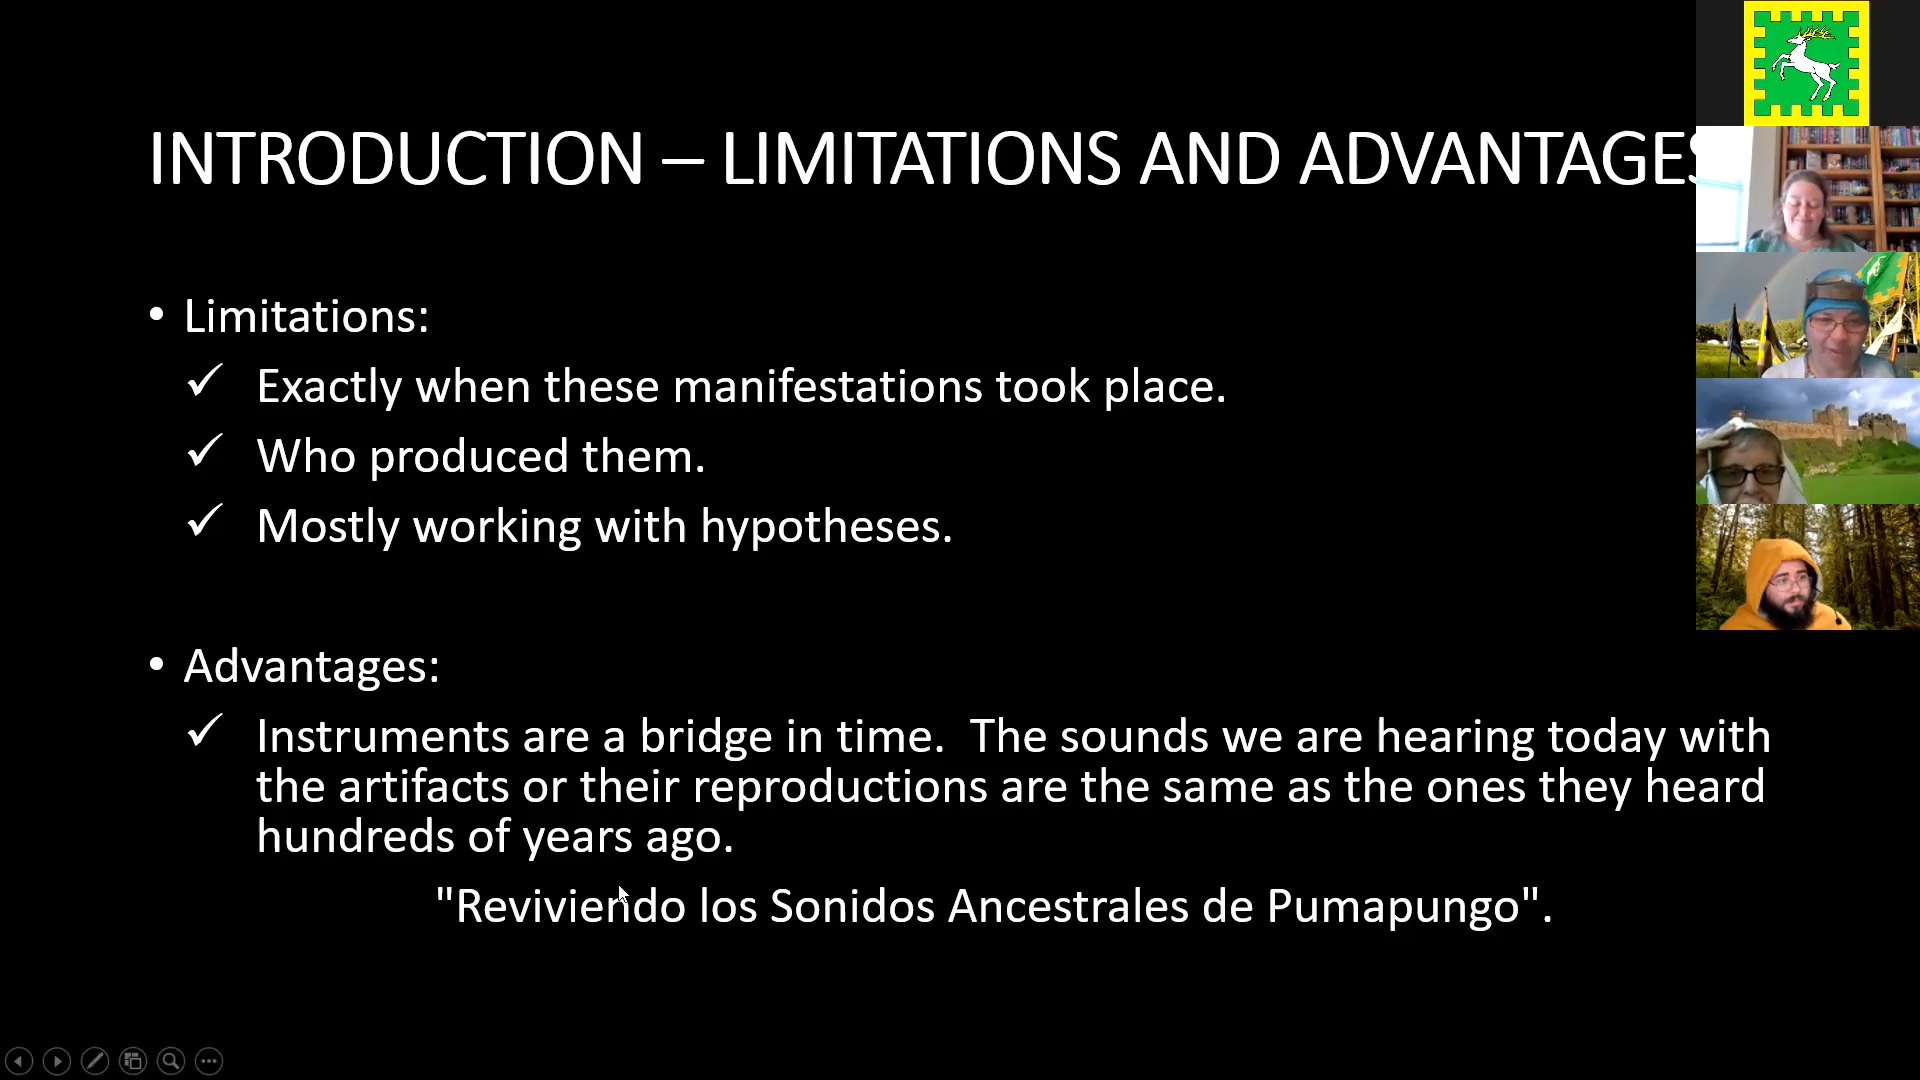 INTRODUCTION – LIMITATIONS AND ADVANTAGES
• Limitations:
✓ Exactly when these manifestations took place.
✓ Who produced them.
✓ Mostly working with hypotheses.
• Advantages:
✓ Instruments are a bridge in time.  The sounds we are hearing today with
the artifacts or their reproductions are the same as the ones they heard
hundreds of years ago.
"Reviviendo los Sonidos Ancestrales de Pumapungo".